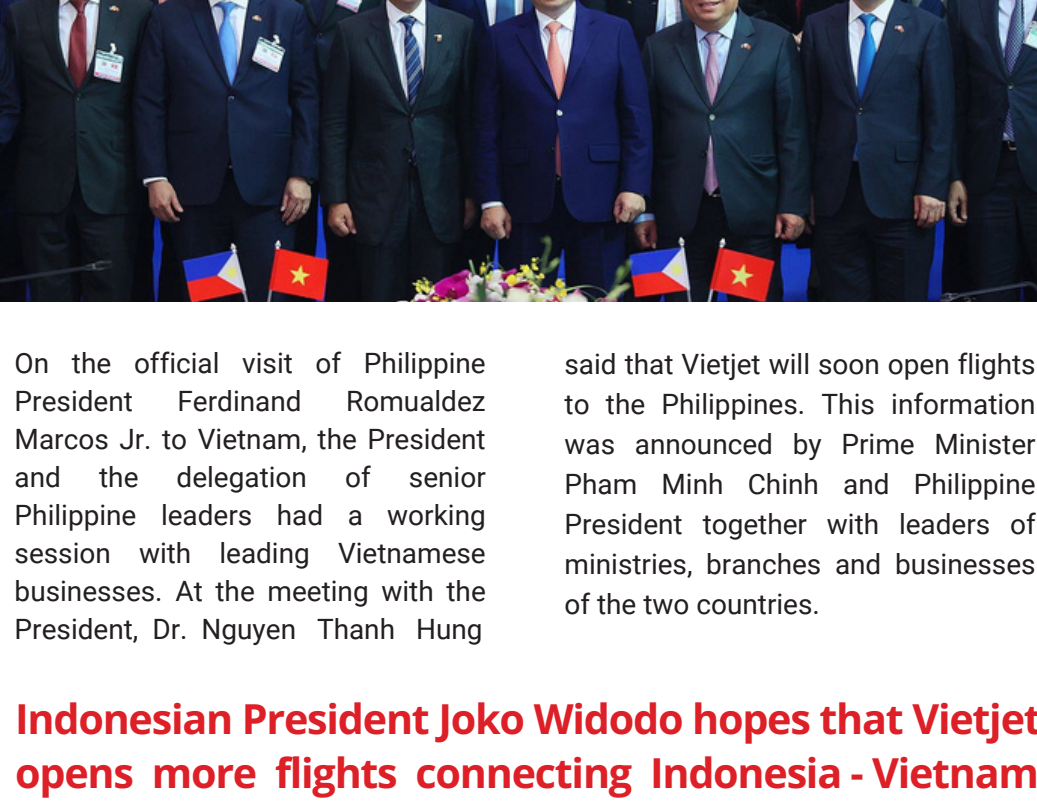 On the official visit of Philippine
President Ferdinand Romualdez
Marcos Jr. to Vietnam, the President
and the delegation of senior
Philippine leaders had a working
session with leading Vietnamese
businesses. At the meeting with the
President, Dr. Nguyen Thanh Hung
said that Vietjet will soon open flights
to the Philippines. This information
was announced by Prime Minister
Pham Minh Chinh and Philippine
President together with leaders of
ministries, branches and businesses
of the two countries.
Indonesian President Joko Widodo hopes that Vietjet
opens more flights connecting Indonesia - Vietnam